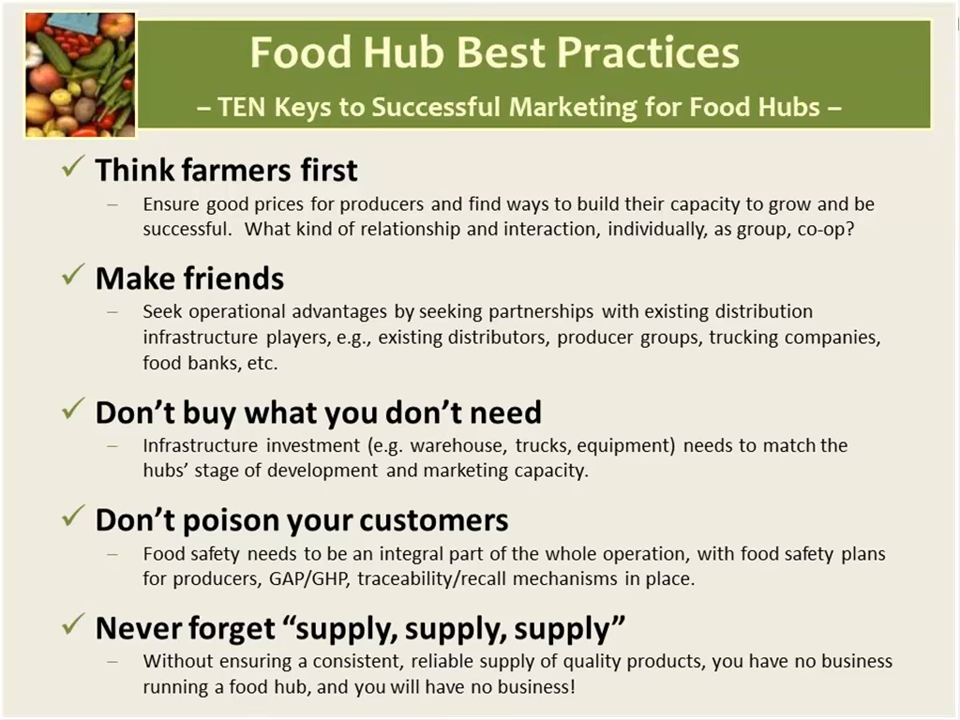 Food Hub Best Practices
– TEN Keys to Successful Marketing for Food Hubs –
✓ Think farmers first
– Ensure good prices for producers and find ways to build their capacity to grow and be
successful. What kind of relationship and interaction, individually, as group, co-op?
✓ Make friends
– Seek operational advantages by seeking partnerships with existing distribution
infrastructure players, e.g., existing distributors, producer groups, trucking companies,
food banks, etc.
✓ Don’t buy what you don’t need
– Infrastructure investment (e.g. warehouse, trucks, equipment) needs to match the
hubs’ stage of development and marketing capacity.
✓ Don’t poison your customers
– Food safety needs to be an integral part of the whole operation, with food safety plans
for producers, GAP/GHP, traceability/recall mechanisms in place.
✓ Never forget “supply, supply, supply”
– Without ensuring a consistent, reliable supply of quality products, you have no business
running a food hub, and you will have no business!